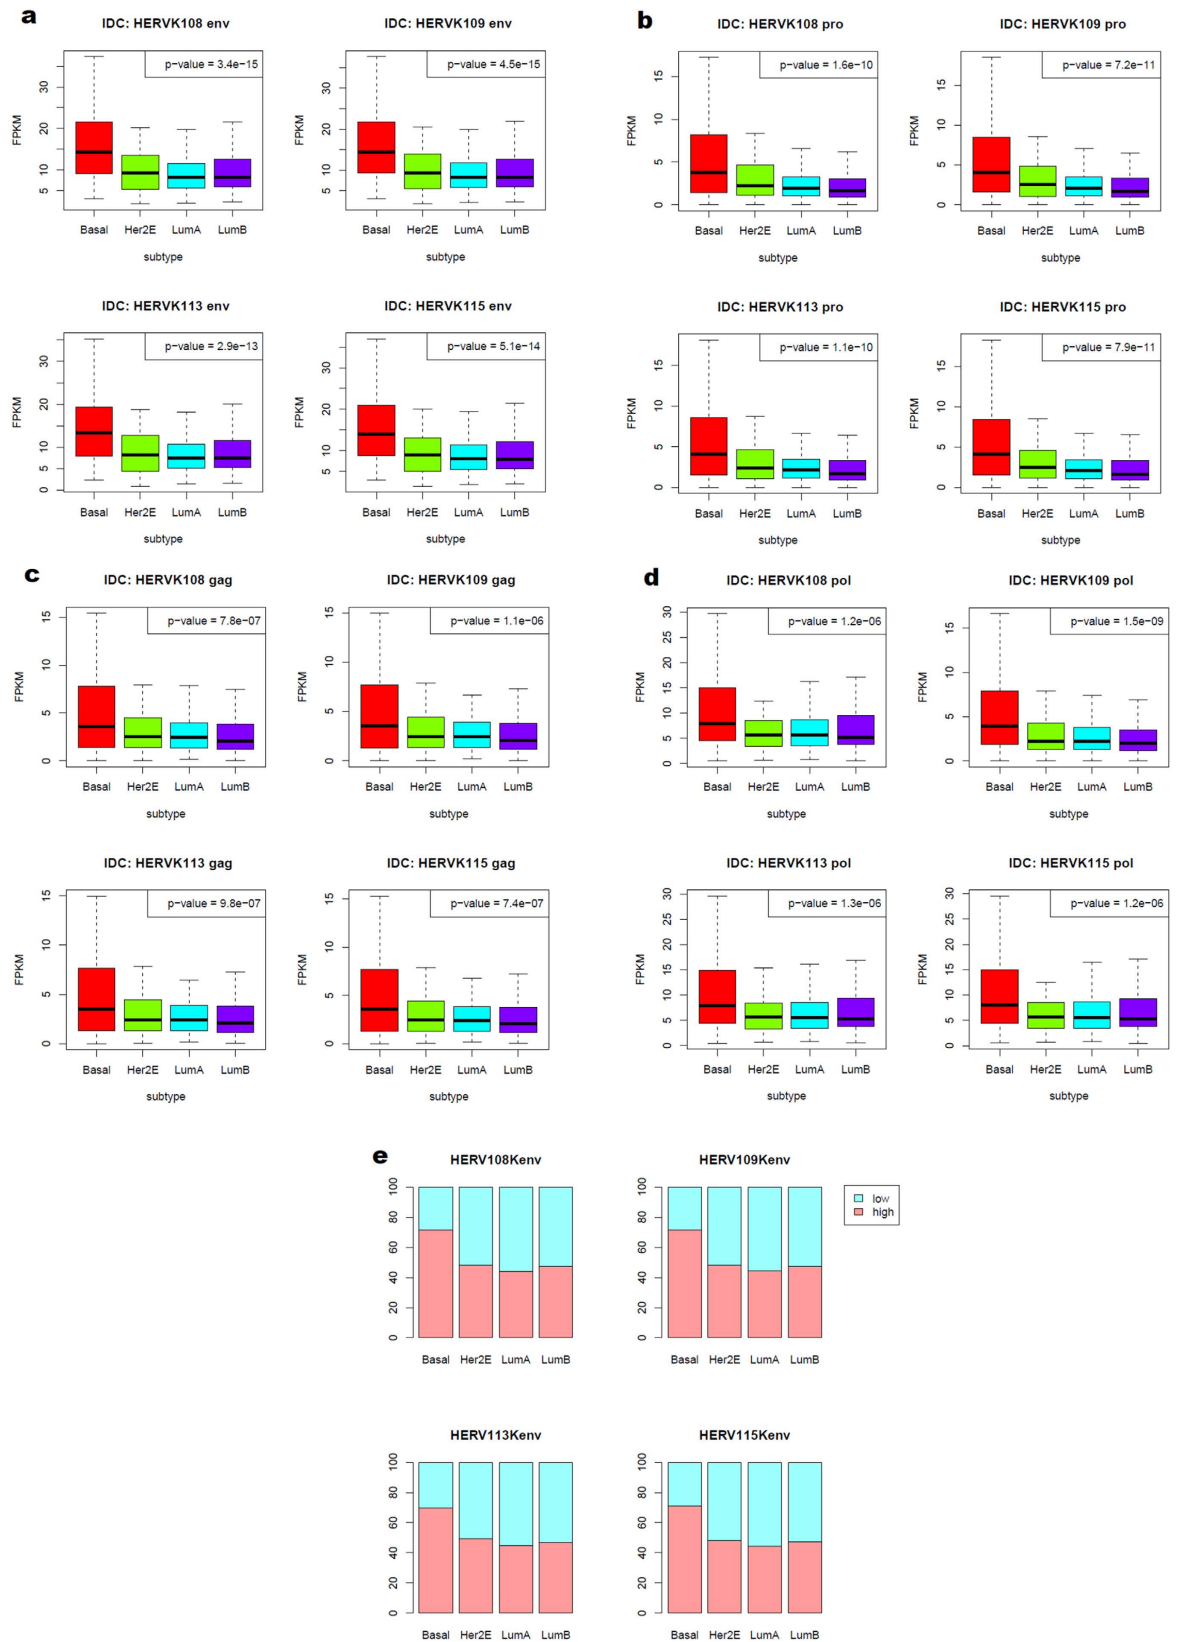 a
IDC: HERVK108 env
p-value = 3.4e-15
FPKM
5 10 20 30
Basal Her2E LumA LumB
subtype
IDC: HERVK109 env
p-value = 4.5e-15
FPKM
5 10 20 30
Basal Her2E LumA LumB
subtype
IDC: HERVK113 env
p-value = 2.9e-13
FPKM
0 5 10 20 30
Basal Her2E LumA LumB
subtype
IDC: HERVK115 env
p-value = 5.1e-14
FPKM
5 10 20 30
Basal Her2E LumA LumB
subtype
b
IDC: HERVK108 pro
p-value = 1.6e-10
FPKM
0 5 10 15
Basal Her2E LumA LumB
subtype
IDC: HERVK109 pro
p-value = 7.2e-11
FPKM
0 5 10 15
Basal Her2E LumA LumB
subtype
IDC: HERVK113 pro
p-value = 1.1e-10
FPKM
0 5 10 15
Basal Her2E LumA LumB
subtype
IDC: HERVK115 pro
p-value = 7.9e-11
FPKM
0 5 10 15
Basal Her2E LumA LumB
subtype
c
IDC: HERVK108 gag
p-value = 7.8e-07
FPKM
0 5 10 15
Basal Her2E LumA LumB
subtype
IDC: HERVK109 gag
p-value = 1.1e-06
FPKM
0 5 10 15
Basal Her2E LumA LumB
subtype
IDC: HERVK113 gag
p-value = 9.8e-07
FPKM
0 5 10 15
Basal Her2E LumA LumB
subtype
IDC: HERVK115 gag
p-value = 7.4e-07
FPKM
0 5 10 15
Basal Her2E LumA LumB
subtype
d
IDC: HERVK108 pol
p-value = 1.2e-06
FPKM
0 5 10 15 20 25 30
Basal Her2E LumA LumB
subtype
IDC: HERVK109 pol
p-value = 1.5e-09
FPKM
0 5 10 15
Basal Her2E LumA LumB
subtype
IDC: HERVK113 pol
p-value = 1.3e-06
FPKM
0 5 10 15 20 25 30
Basal Her2E LumA LumB
subtype
IDC: HERVK115 pol
p-value = 1.2e-06
FPKM
0 5 10 15 20 25 30
Basal Her2E LumA LumB
subtype
e
HERV108Kenv
0 20 40 60 80 100
Basal Her2E LumA LumB
HERV109Kenv
0 20 40 60 80 100
Basal Her2E LumA LumB
low
high
HERV113Kenv
0 20 40 60 80 100
Basal Her2E LumA LumB
HERV115Kenv
0 20 40 60 80 100
Basal Her2E LumA LumB